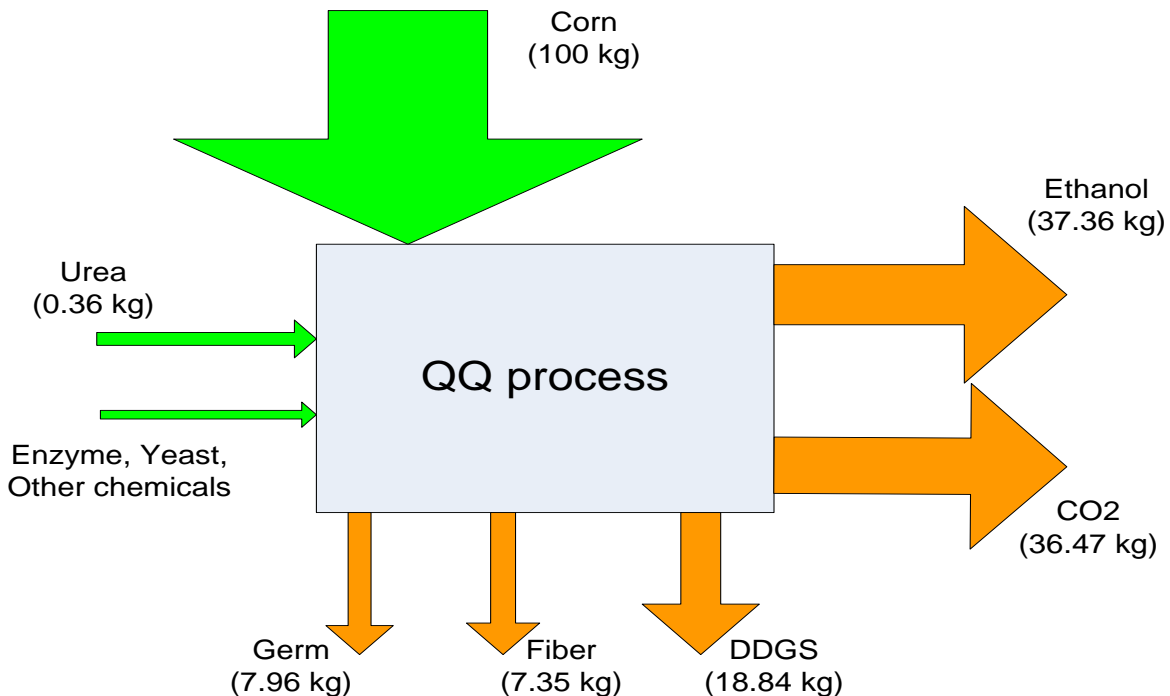 Corn
(100 kg)
Ethanol
(37.36 kg)
Urea
(0.36 kg)
QQ process
Enzyme, Yeast,
Other chemicals
CO2
(36.47 kg)
Germ
(7.96 kg)
Fiber
(7.35 kg)
DDGS
(18.84 kg)